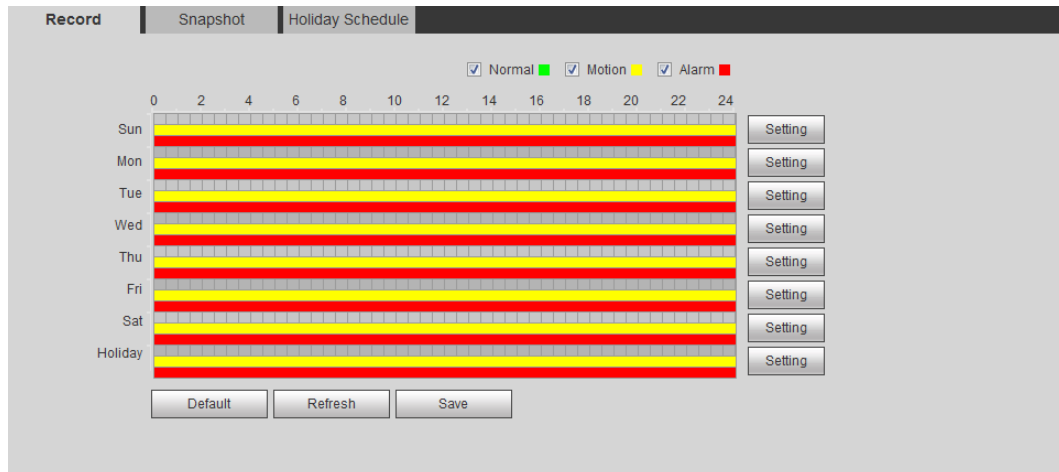 Record Snapshot Holiday Schedule
Normal Motion Alarm
0 2 4 6 8 10 12 14 16 18 20 22 24
Sun Setting
Mon Setting
Tue Setting
Wed Setting
Thu Setting
Fri Setting
Sat Setting
Holiday Setting
Default Refresh Save